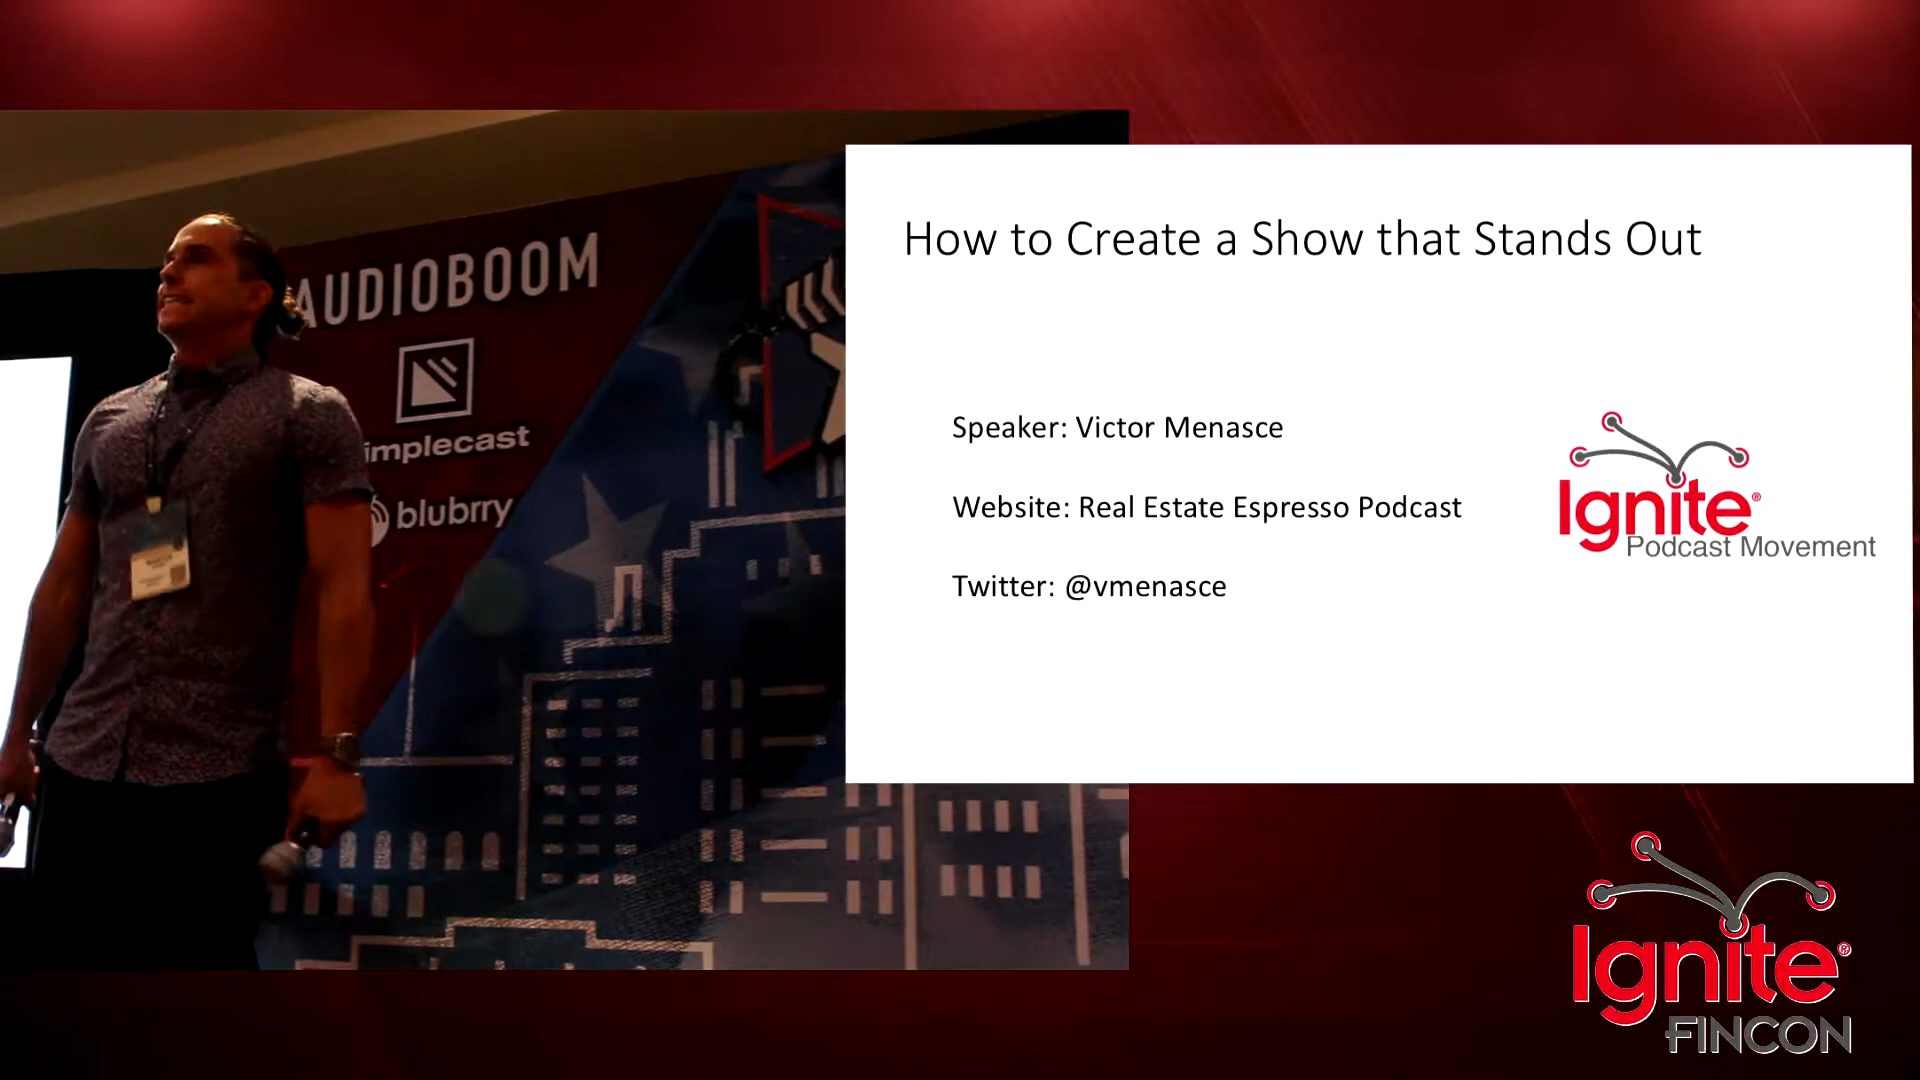 AUDIOBOOM
implecast
blubrry
How to Create a Show that Stands Out
Speaker: Victor Menasce
Website: Real Estate Espresso Podcast
Twitter: @vmenasce
Ignite®
Podcast Movement
Ignite®
FINCON